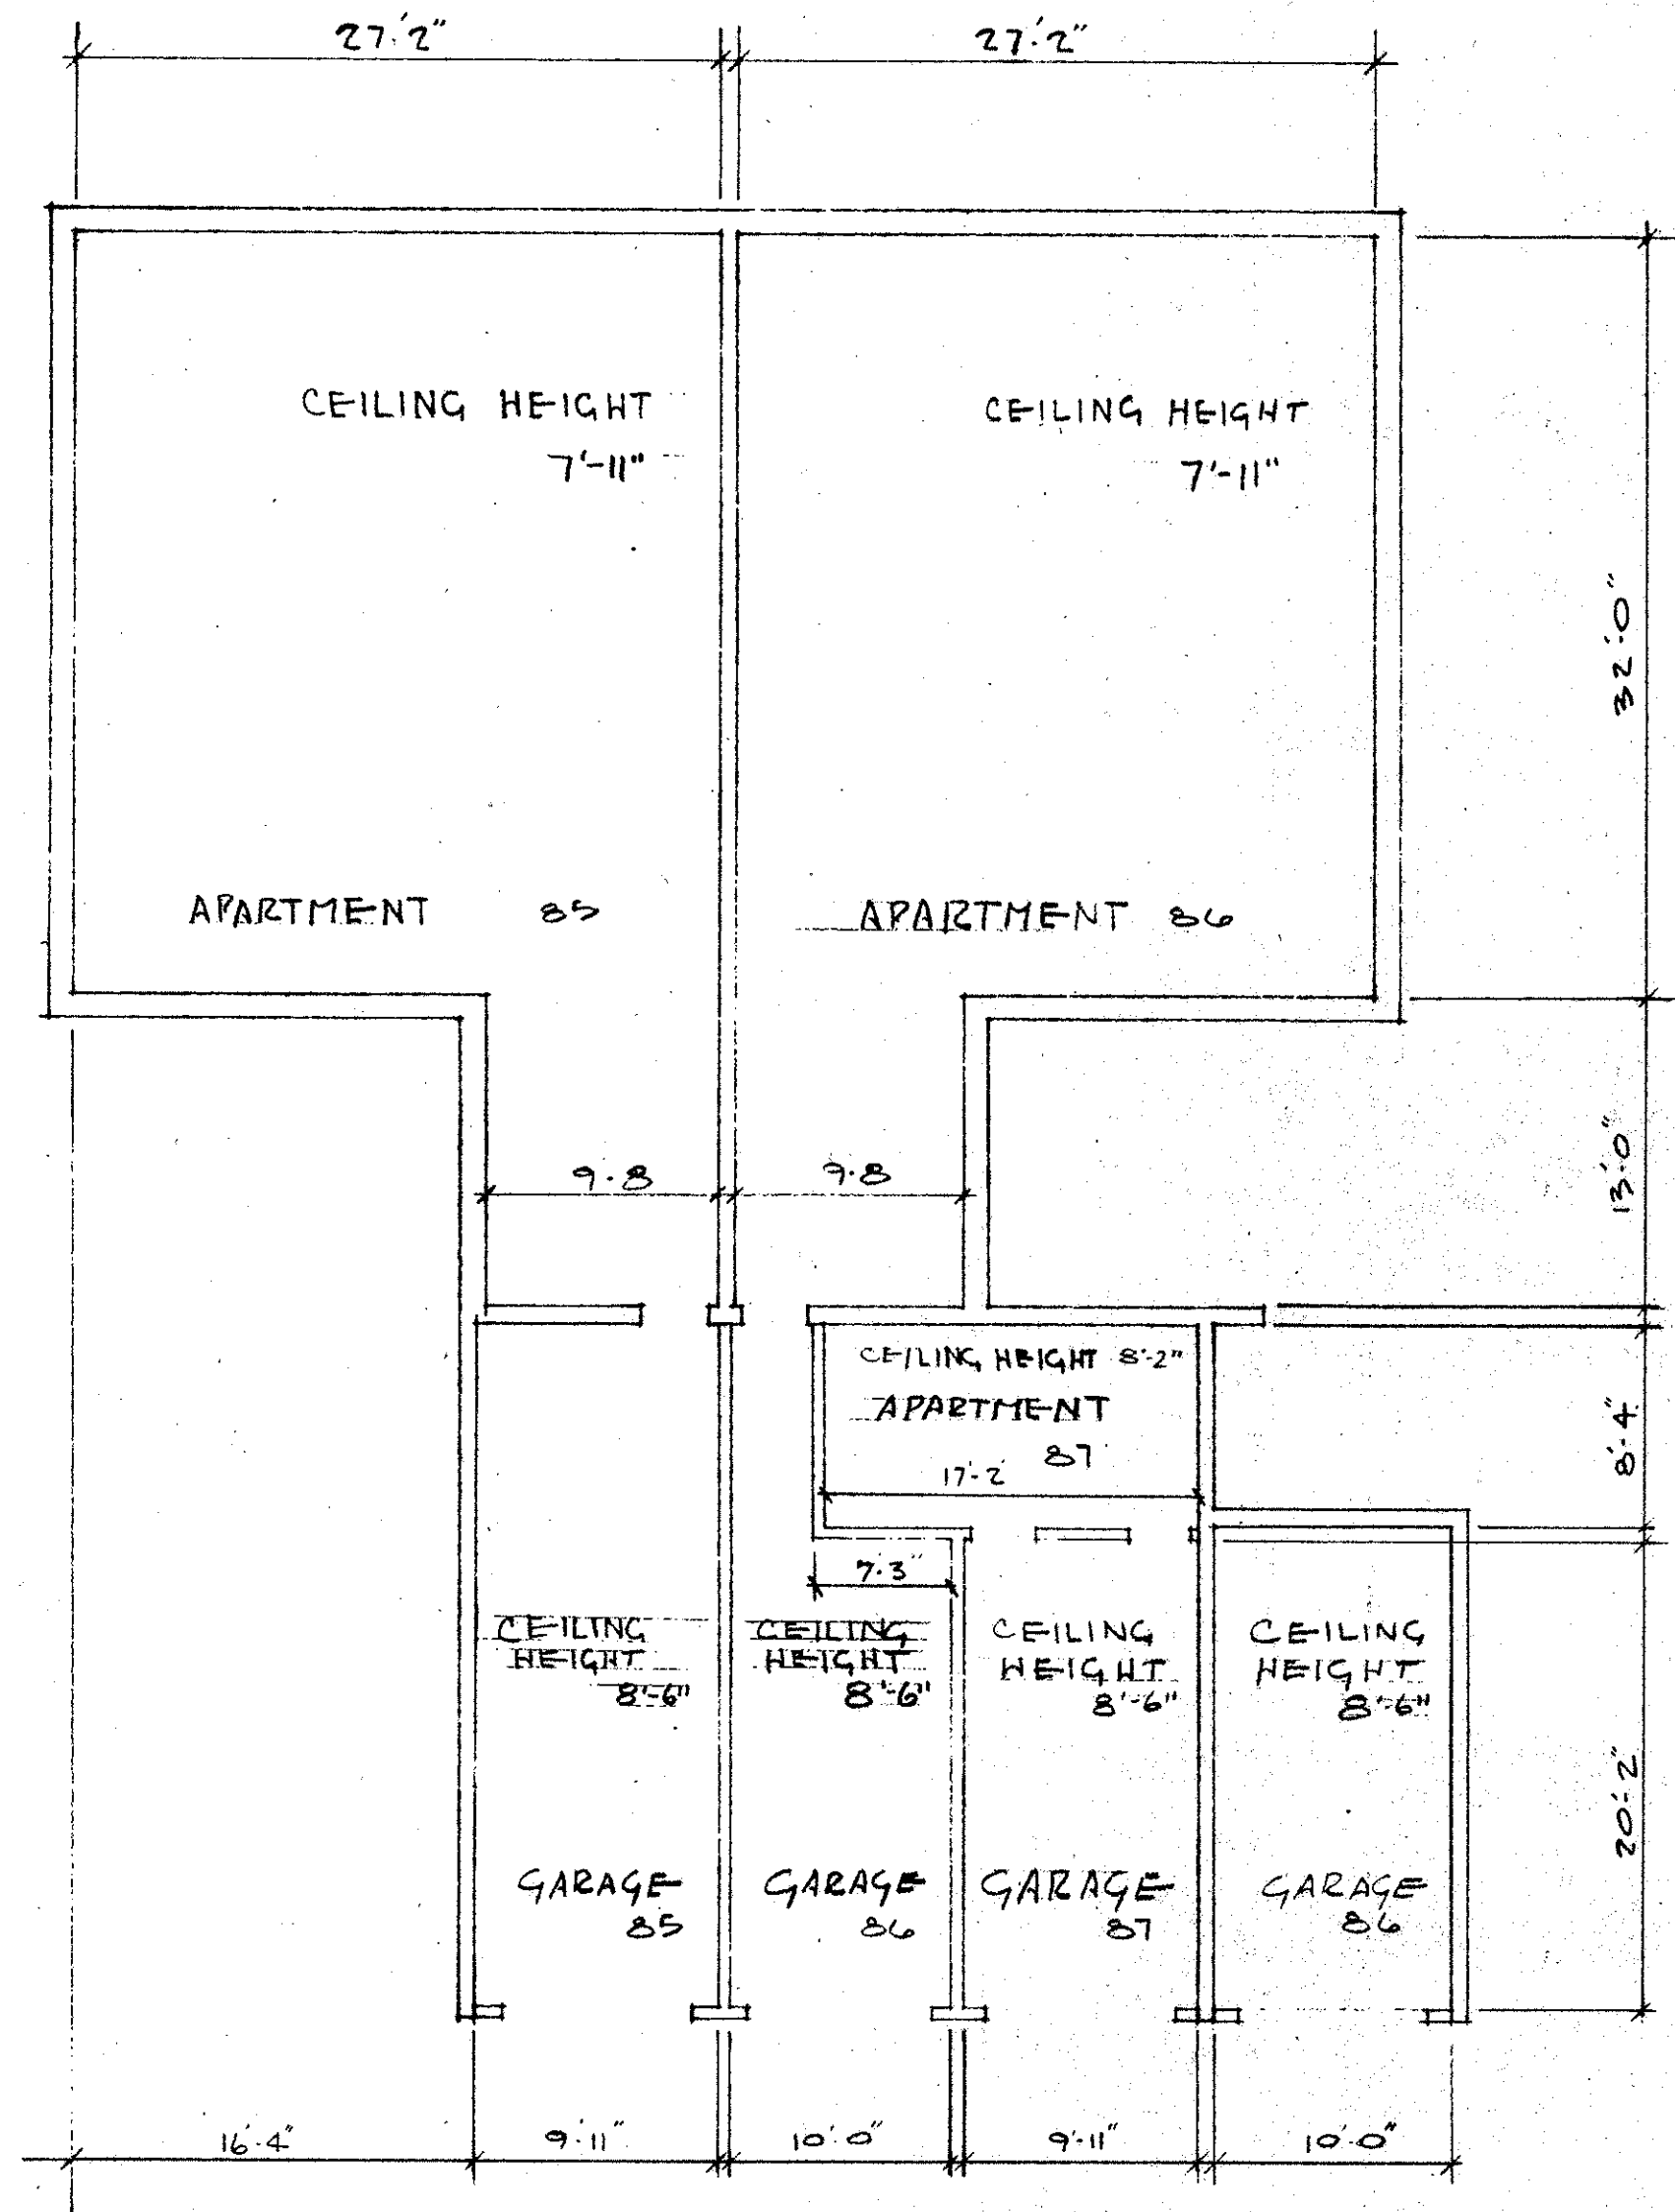 27'.2"
27'.2"
CEILING HEIGHT
7'-11"
CEILING HEIGHT
7'-11"
32'.0"
APARTMENT 85
APARTMENT 86
13'.0"
9.8
9.8
CEILING HEIGHT 8'-2"
APARTMENT
87
17'-2
8'.4"
7.3"
CEILING
HEIGHT
8'-6"
CEILING
HEIGHT
8'-6"
CEILING
HEIGHT
8'-6"
CEILING
HEIGHT
8'-6"
20'.2"
GARAGE
85
GARAGE
86
GARAGE
87
GARAGE
86
16'.4"
9'.11"
10'.0"
9'.11"
10'.0"